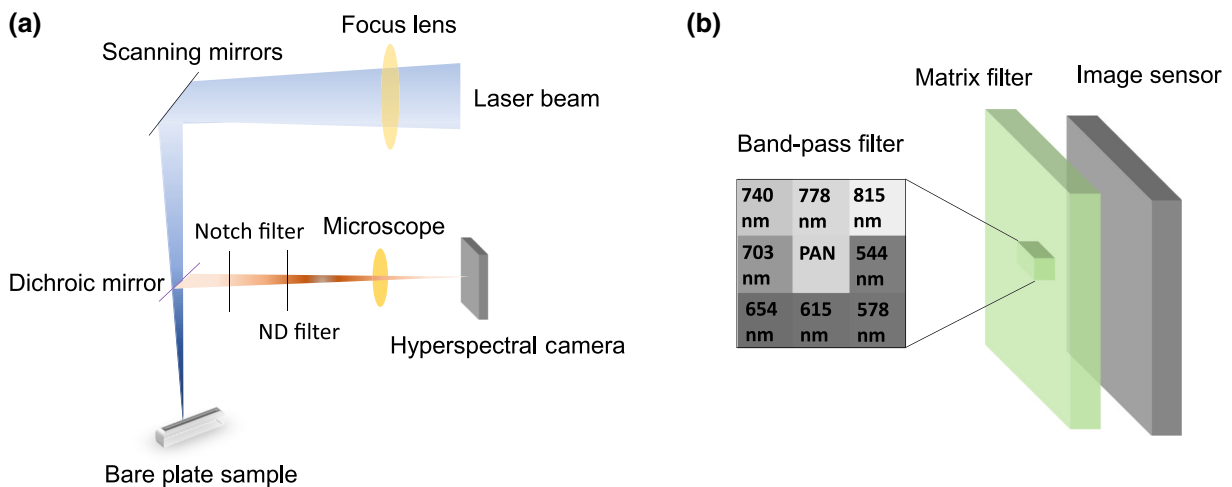 (a)
Focus lens
Scanning mirrors
Laser beam
Notch filter
Microscope
Dichroic mirror
ND filter
Hyperspectral camera
Bare plate sample
(b)
Image sensor
Matrix filter
Band-pass filter
740 778 815
nm nm nm
703 PAN 544
nm nm
654 615 578
nm nm nm